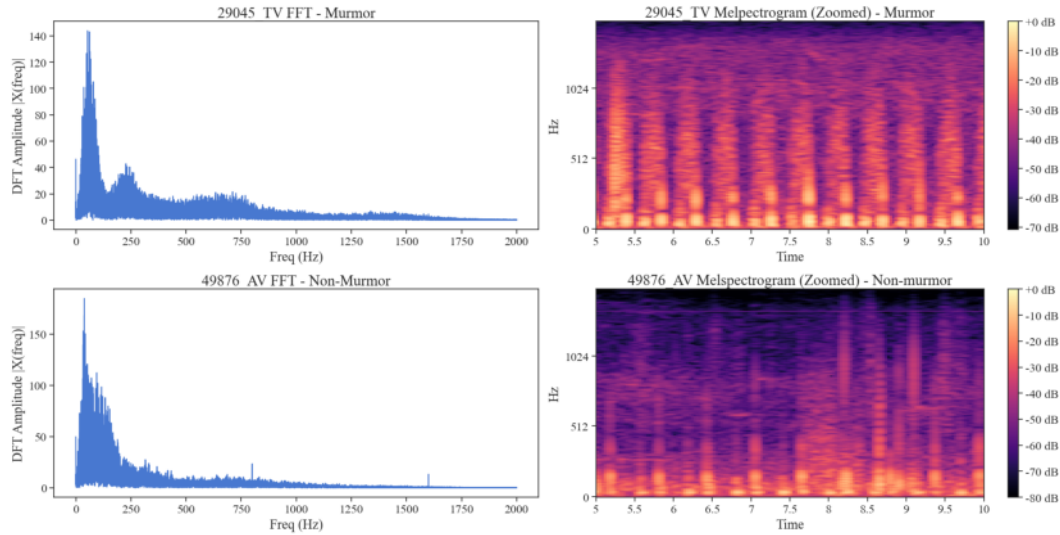 29045_TV FFT - Murmor
DFT Amplitude |X(freq)|
140
120
100
80
60
40
20
0
0 250 500 750 1000 1250 1500 1750 2000
Freq (Hz)
29045_TV Melspectrogram (Zoomed) - Murmor
Hz
1024
512
0
5 5.5 6 6.5 7 7.5 8 8.5 9 9.5 10
Time
+0 dB
-10 dB
-20 dB
-30 dB
-40 dB
-50 dB
-60 dB
-70 dB
49876_AV FFT - Non-Murmor
DFT Amplitude |X(freq)|
150
100
50
0
0 250 500 750 1000 1250 1500 1750 2000
Freq (Hz)
49876_AV Melspectrogram (Zoomed) - Non-murmor
Hz
1024
512
0
5 5.5 6 6.5 7 7.5 8 8.5 9 9.5 10
Time
+0 dB
-10 dB
-20 dB
-30 dB
-40 dB
-50 dB
-60 dB
-70 dB
-80 dB